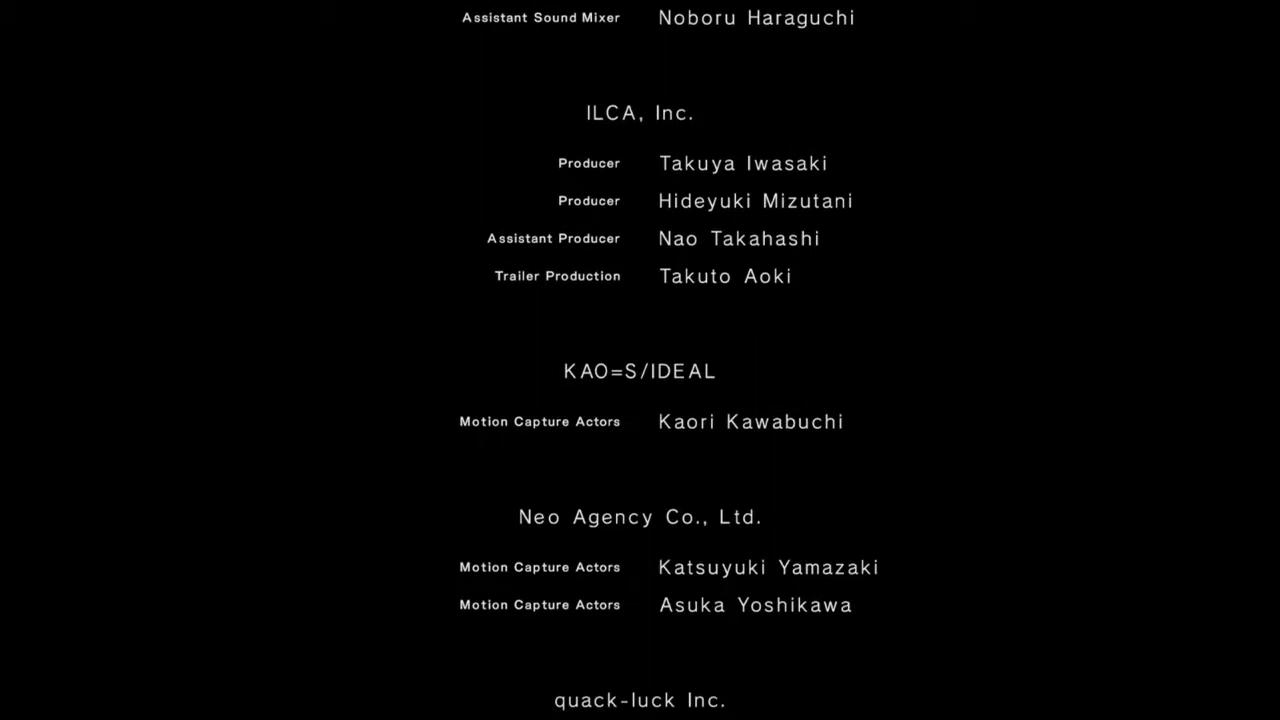 Assistant Sound Mixer Noboru Haraguchi
ILCA, Inc.
Producer Takuya Iwasaki
Producer Hideyuki Mizutani
Assistant Producer Nao Takahashi
Trailer Production Takuto Aoki
KAO=S/IDEAL
Motion Capture Actors Kaori Kawabuchi
Neo Agency Co., Ltd.
Motion Capture Actors Katsuyuki Yamazaki
Motion Capture Actors Asuka Yoshikawa
quack-luck Inc.